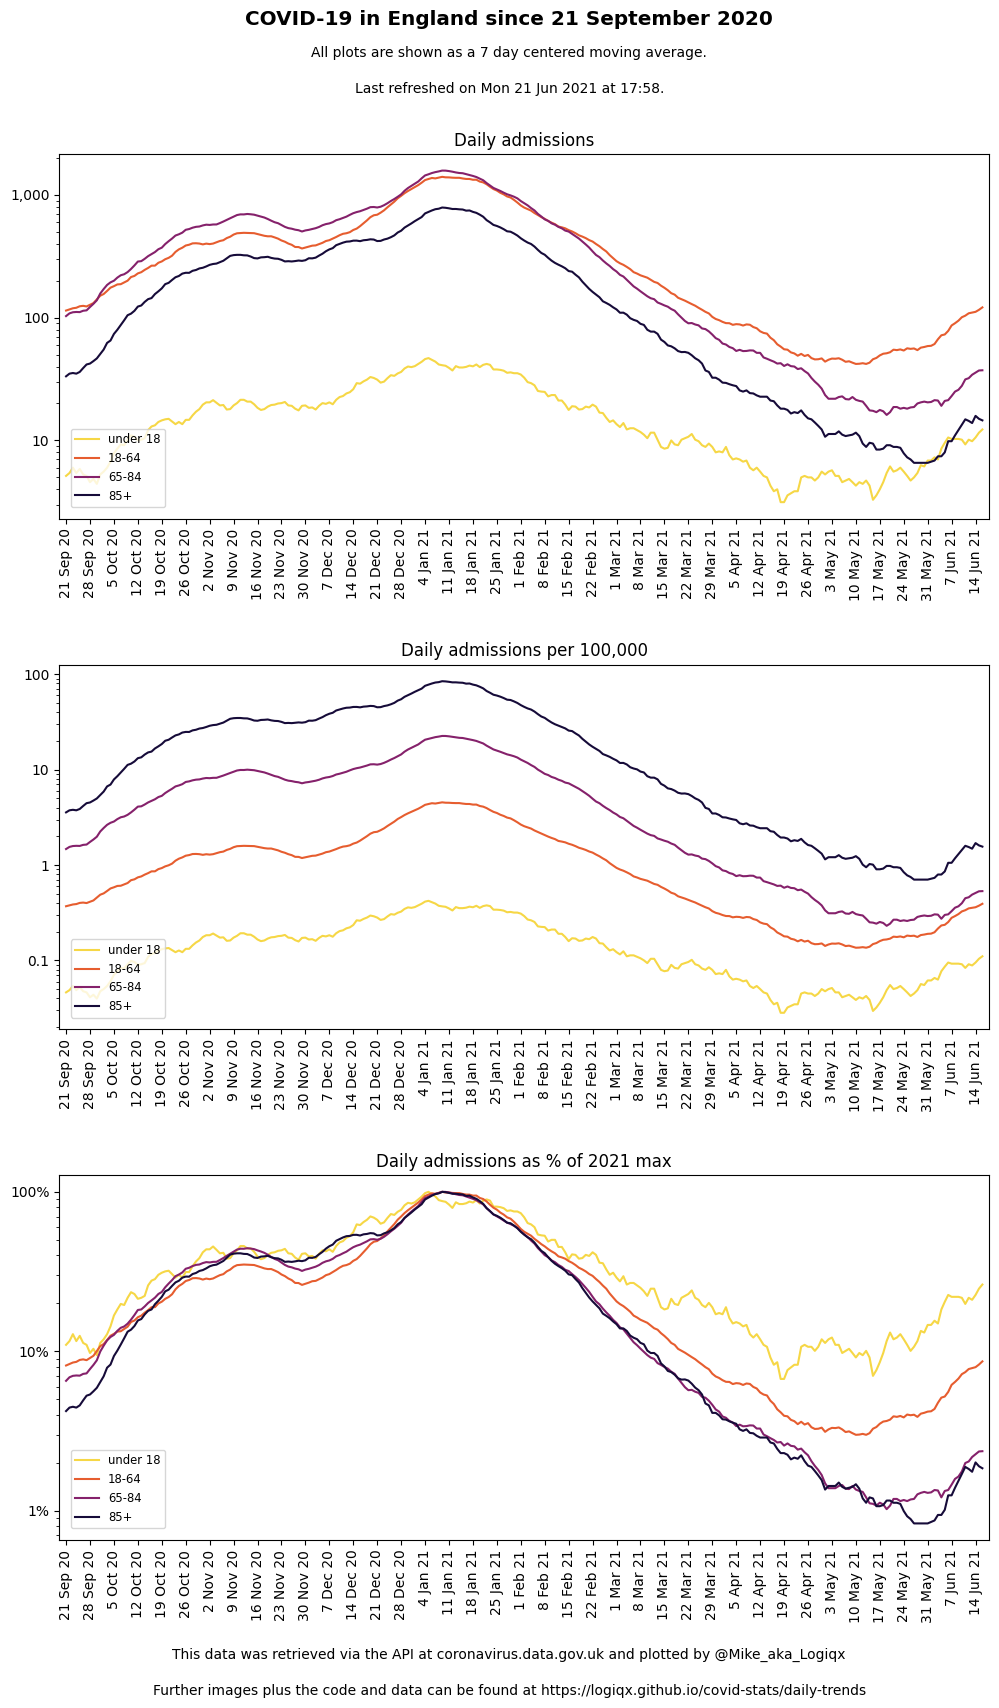 COVID-19 in England since 21 September 2020
All plots are shown as a 7 day centered moving average.
Last refreshed on Mon 21 Jun 2021 at 17:58.
Daily admissions
1,000
100
10
under 18
18-64
65-84
85+
21 Sep 20
28 Sep 20
5 Oct 20
12 Oct 20
19 Oct 20
26 Oct 20
2 Nov 20
9 Nov 20
16 Nov 20
23 Nov 20
30 Nov 20
7 Dec 20
14 Dec 20
21 Dec 20
28 Dec 20
4 Jan 21
11 Jan 21
18 Jan 21
25 Jan 21
1 Feb 21
8 Feb 21
15 Feb 21
22 Feb 21
1 Mar 21
8 Mar 21
15 Mar 21
22 Mar 21
29 Mar 21
5 Apr 21
12 Apr 21
19 Apr 21
26 Apr 21
3 May 21
10 May 21
17 May 21
24 May 21
31 May 21
7 Jun 21
14 Jun 21
Daily admissions per 100,000
100
10
1
0.1
under 18
18-64
65-84
85+
21 Sep 20
28 Sep 20
5 Oct 20
12 Oct 20
19 Oct 20
26 Oct 20
2 Nov 20
9 Nov 20
16 Nov 20
23 Nov 20
30 Nov 20
7 Dec 20
14 Dec 20
21 Dec 20
28 Dec 20
4 Jan 21
11 Jan 21
18 Jan 21
25 Jan 21
1 Feb 21
8 Feb 21
15 Feb 21
22 Feb 21
1 Mar 21
8 Mar 21
15 Mar 21
22 Mar 21
29 Mar 21
5 Apr 21
12 Apr 21
19 Apr 21
26 Apr 21
3 May 21
10 May 21
17 May 21
24 May 21
31 May 21
7 Jun 21
14 Jun 21
Daily admissions as % of 2021 max
100%
10%
1%
under 18
18-64
65-84
85+
21 Sep 20
28 Sep 20
5 Oct 20
12 Oct 20
19 Oct 20
26 Oct 20
2 Nov 20
9 Nov 20
16 Nov 20
23 Nov 20
30 Nov 20
7 Dec 20
14 Dec 20
21 Dec 20
28 Dec 20
4 Jan 21
11 Jan 21
18 Jan 21
25 Jan 21
1 Feb 21
8 Feb 21
15 Feb 21
22 Feb 21
1 Mar 21
8 Mar 21
15 Mar 21
22 Mar 21
29 Mar 21
5 Apr 21
12 Apr 21
19 Apr 21
26 Apr 21
3 May 21
10 May 21
17 May 21
24 May 21
31 May 21
7 Jun 21
14 Jun 21
This data was retrieved via the API at coronavirus.data.gov.uk and plotted by @Mike_aka_Logiqx
Further images plus the code and data can be found at https://logiqx.github.io/covid-stats/daily-trends